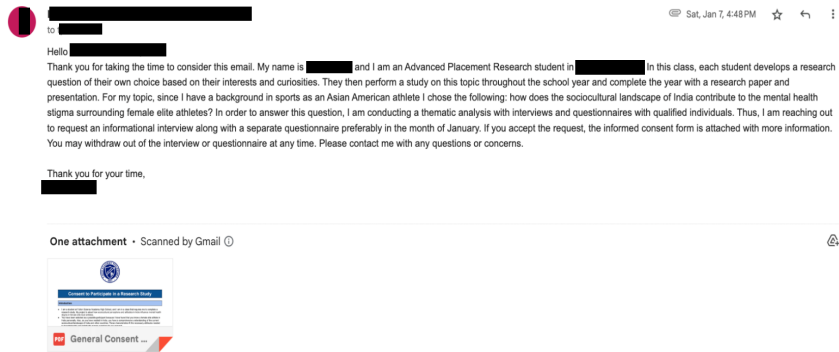 Sat, Jan 7, 4:48 PM
to
Hello
Thank you for taking the time to consider this email. My name is and I am an Advanced Placement Research student in In this class, each student develops a research
question of their own choice based on their interests and curiosities. They then perform a study on this topic throughout the school year and complete the year with a research paper and
presentation. For my topic, since I have a background in sports as an Asian American athlete I chose the following: how does the sociocultural landscape of India contribute to the mental health
stigma surrounding female elite athletes? In order to answer this question, I am conducting a thematic analysis with interviews and questionnaires with qualified individuals. Thus, I am reaching out
to request an informational interview along with a separate questionnaire preferably in the month of January. If you accept the request, the informed consent form is attached with more information.
You may withdraw out of the interview or questionnaire at any time. Please contact me with any questions or concerns.
Thank you for your time,
One attachment • Scanned by Gmail
Consent to Participate in a Research Study
PDF General Consent ...